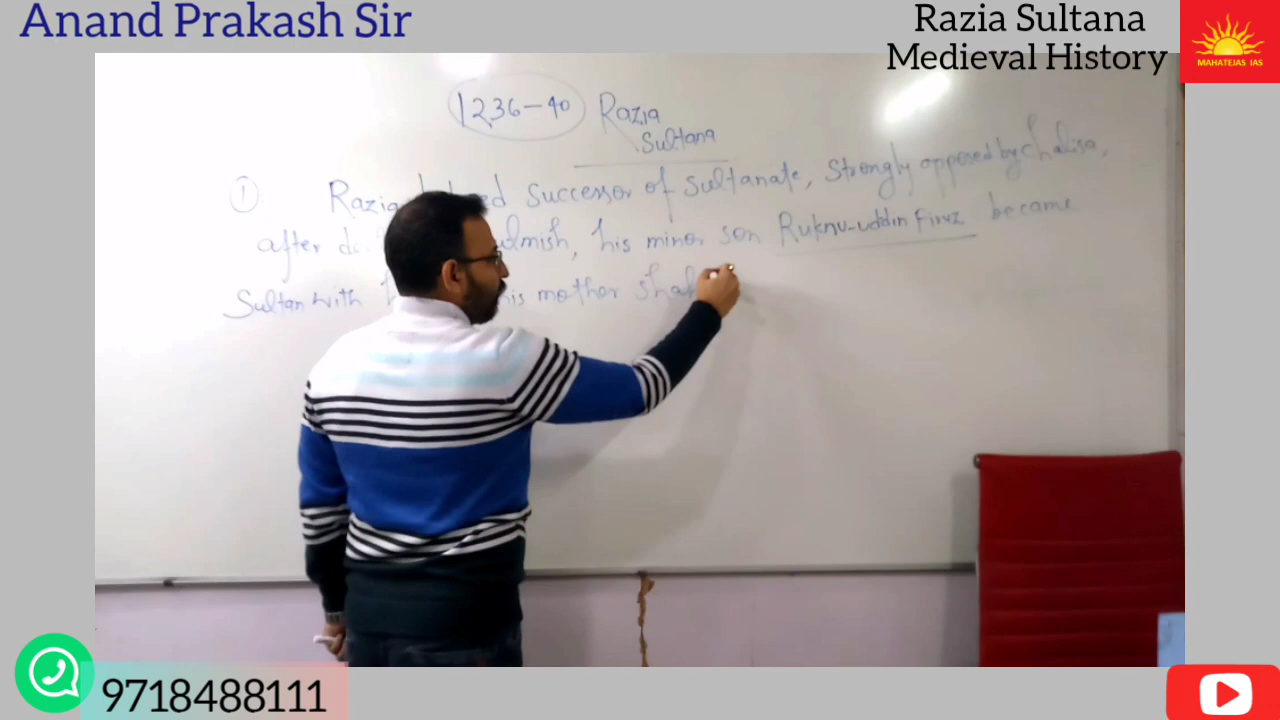 Anand Prakash Sir
Razia Sultana
Medieval History
MAHATEJAS IAS
1236-40 Razia
Sultana
① Razia successor of sultanate, strongly opposed by chalisa,
after his minor son Ruknu-uddin Firuz became
Sultan with his mother shah
9718488111